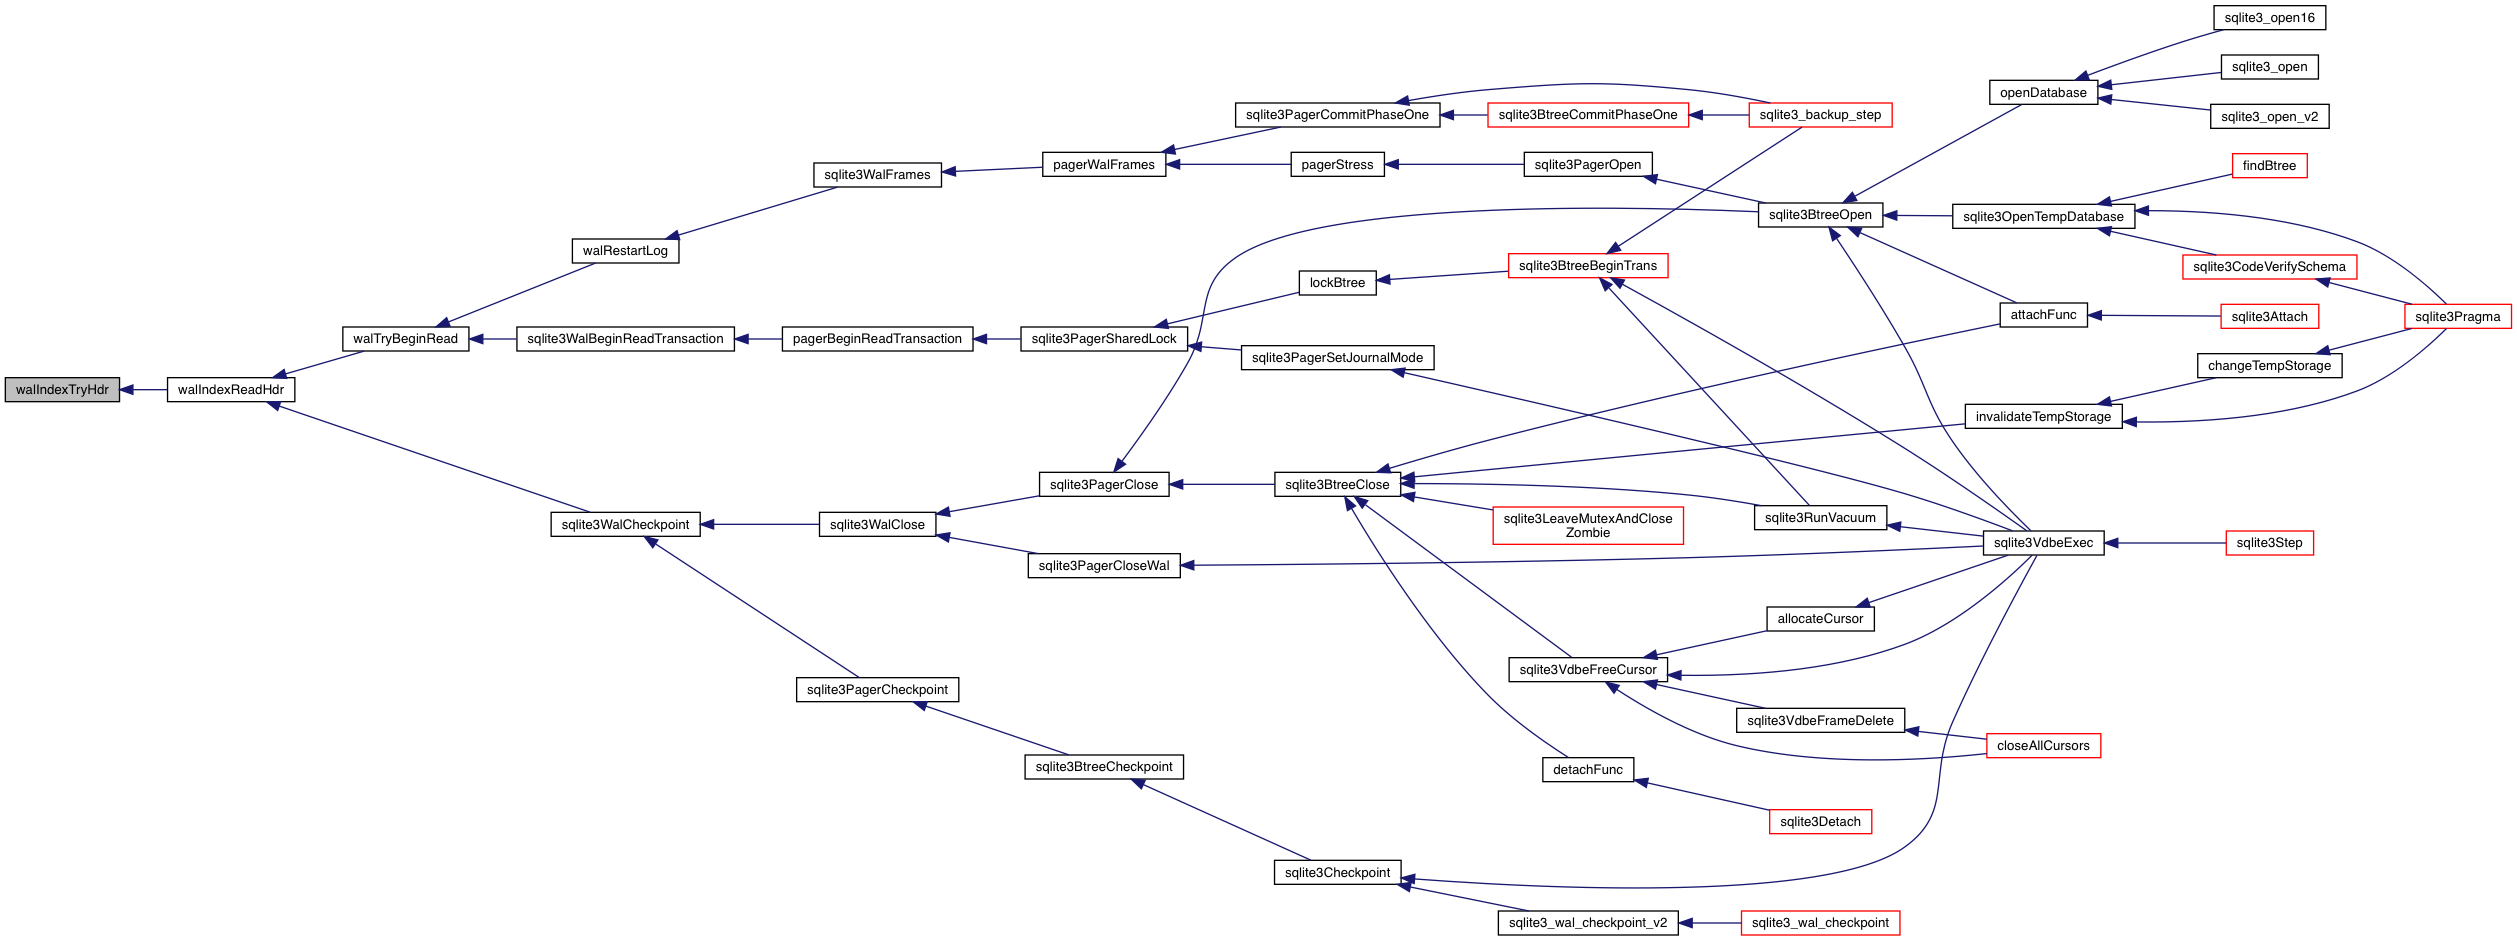 sqlite3_open16
sqlite3_open
openDatabase
sqlite3_open_v2
sqlite3PagerCommitPhaseOne
sqlite3BtreeCommitPhaseOne
sqlite3_backup_step
pagerWalFrames
pagerStress
sqlite3PagerOpen
findBtree
sqlite3WalFrames
sqlite3BtreeOpen
sqlite3OpenTempDatabase
walRestartLog
sqlite3BtreeBeginTrans
sqlite3CodeVerifySchema
lockBtree
attachFunc
sqlite3Attach
sqlite3Pragma
walTryBeginRead
sqlite3WalBeginReadTransaction
pagerBeginReadTransaction
sqlite3PagerSharedLock
sqlite3PagerSetJournalMode
changeTempStorage
walIndexTryHdr
walIndexReadHdr
invalidateTempStorage
sqlite3PagerClose
sqlite3BtreeClose
sqlite3WalCheckpoint
sqlite3WalClose
sqlite3LeaveMutexAndClose
Zombie
sqlite3RunVacuum
sqlite3VdbeExec
sqlite3Step
sqlite3PagerCloseWal
allocateCursor
sqlite3VdbeFreeCursor
sqlite3PagerCheckpoint
sqlite3VdbeFrameDelete
closeAllCursors
sqlite3BtreeCheckpoint
detachFunc
sqlite3Detach
sqlite3Checkpoint
sqlite3_wal_checkpoint_v2
sqlite3_wal_checkpoint